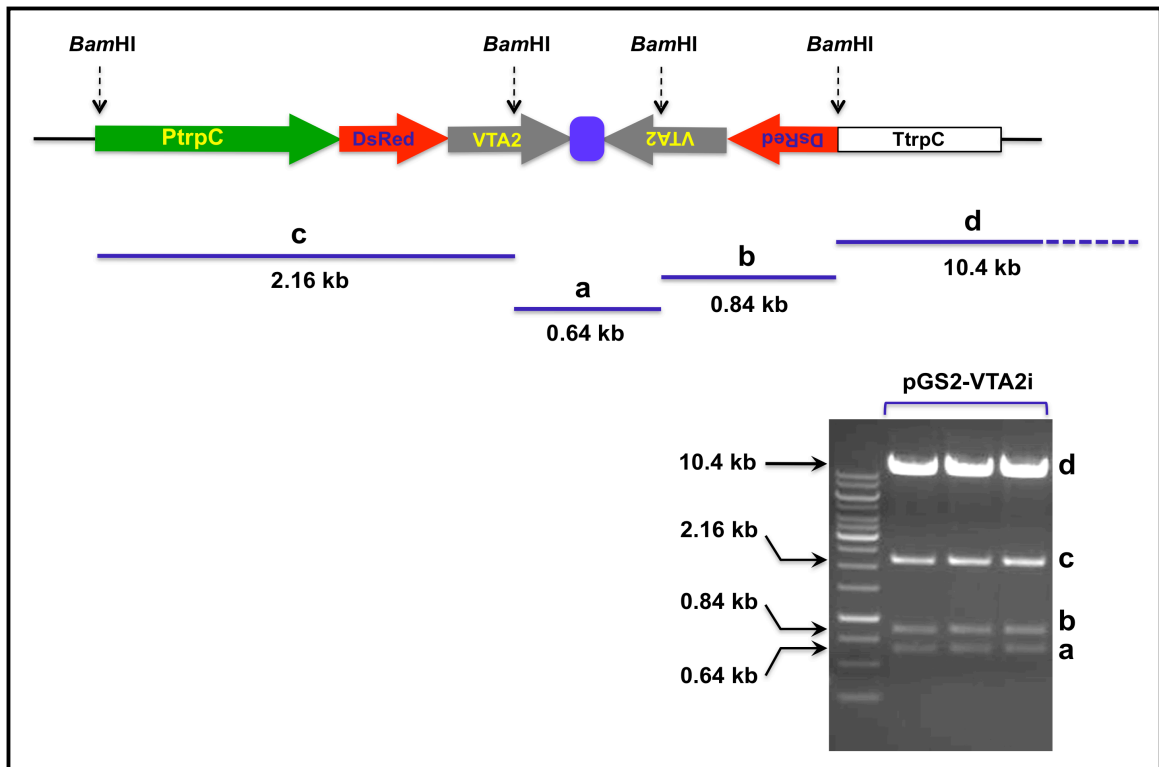 BamHI BamHI BamHI BamHI
PtrpC DsRed VTA2 VTA2 DsRed TtrpC
c
2.16 kb
a
0.64 kb
b
0.84 kb
d
10.4 kb
pGS2-VTA2i
10.4 kb d
2.16 kb c
0.84 kb b
0.64 kb a